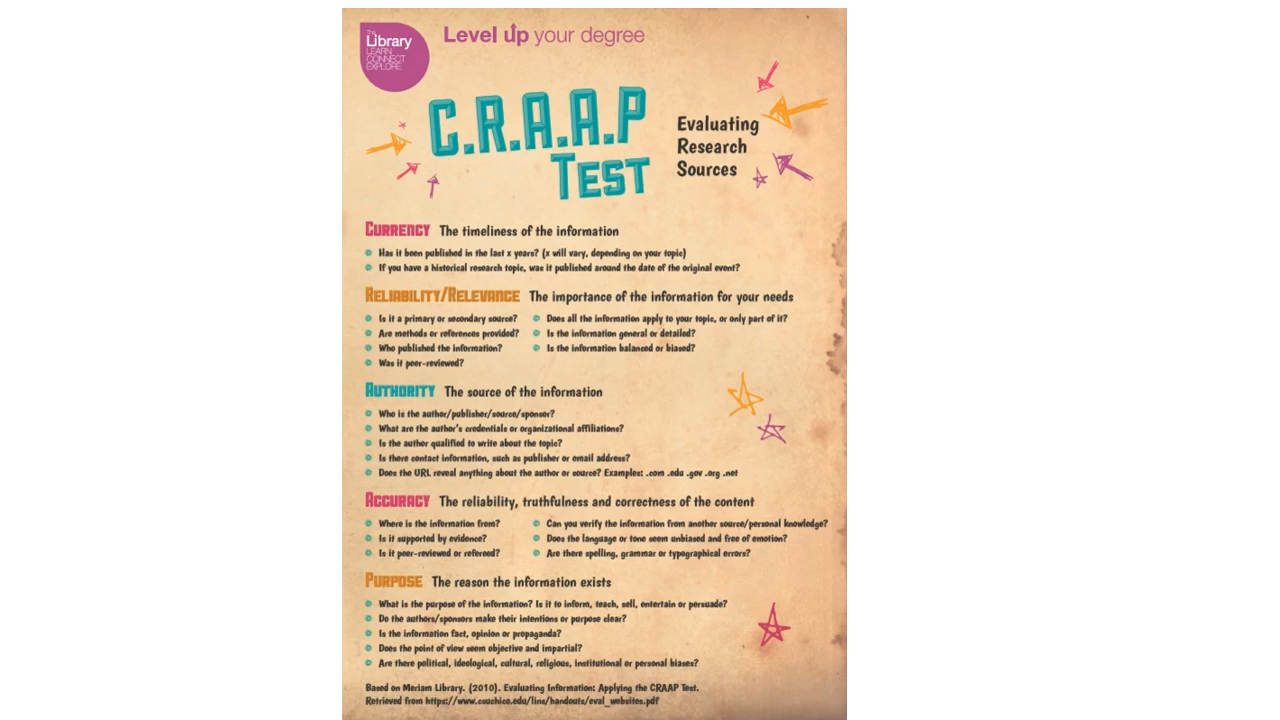 The
Library
LEARN
CONNECT
EXPLORE
Level up your degree
C.R.A.A.P
TEST
Evaluating
Research
Sources
CURRENCY The timeliness of the information
Has it been published in the last x years? (x will vary, depending on your topic)
If you have a historical research topic, was it published around the date of the original event?
RELIABILITY/RELEVANCE The importance of the information for your needs
Is it a primary or secondary source?
Are methods or references provided?
Who published the information?
Was it peer-reviewed?
Does all the information apply to your topic, or only part of it?
Is the information general or detailed?
Is the information balanced or biased?
AUTHORITY The source of the information
Who is the author/publisher/source/sponsor?
What are the author's credentials or organizational affiliations?
Is the author qualified to write about the topic?
Is there contact information, such as publisher or email address?
Does the URL reveal anything about the author or source? Examples: .com .edu .gov .org .net
ACCURACY The reliability, truthfulness and correctness of the content
Where is the information from?
Is it supported by evidence?
Is it peer-reviewed or refereed?
Can you verify the information from another source/personal knowledge?
Does the language or tone seem unbiased and free of emotion?
Are there spelling, grammar or typographical errors?
PURPOSE The reason the information exists
What is the purpose of the information? Is it to inform, teach, sell, entertain or persuade?
Do the authors/sponsors make their intentions or purpose clear?
Is the information fact, opinion or propaganda?
Does the point of view seem objective and impartial?
Are there political, ideological, cultural, religious, institutional or personal biases?
Based on Meriam Library. (2010). Evaluating Information: Applying the CRAAP Test.
Retrieved from https://www.csuchico.edu/lins/handouts/eval_websites.pdf